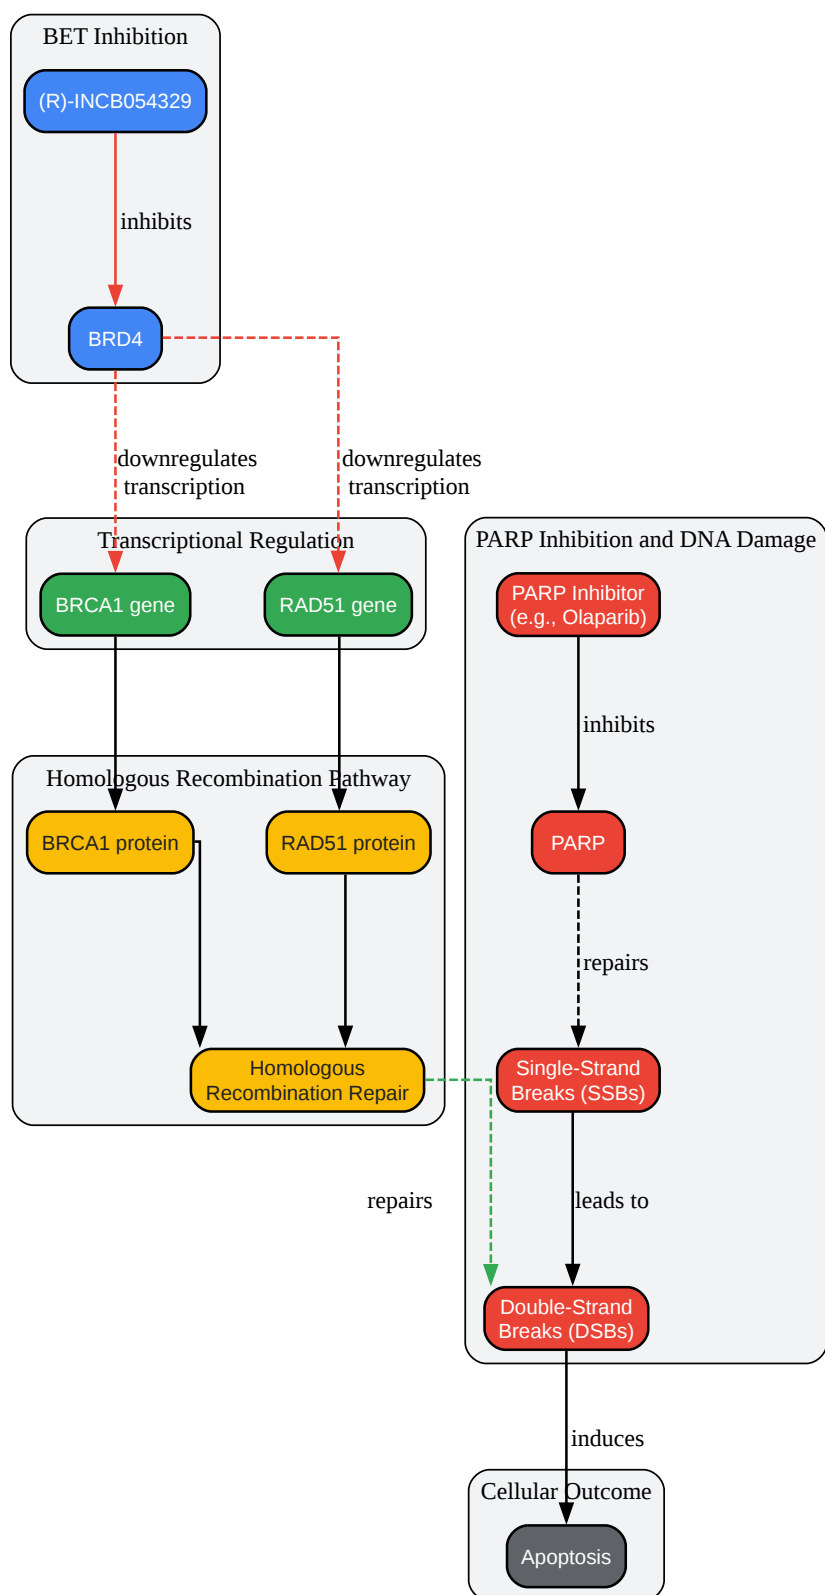 BET Inhibition
(R)-INCB054329
inhibits
BRD4
downregulates
transcription
downregulates
transcription
Transcriptional Regulation
BRCA1 gene
RAD51 gene
PARP Inhibition and DNA Damage
PARP Inhibitor
(e.g., Olaparib)
inhibits
Homologous Recombination Pathway
BRCA1 protein
RAD51 protein
PARP
repairs
Homologous
Recombination Repair
Single-Strand
Breaks (SSBs)
repairs
leads to
Double-Strand
Breaks (DSBs)
induces
Cellular Outcome
Apoptosis